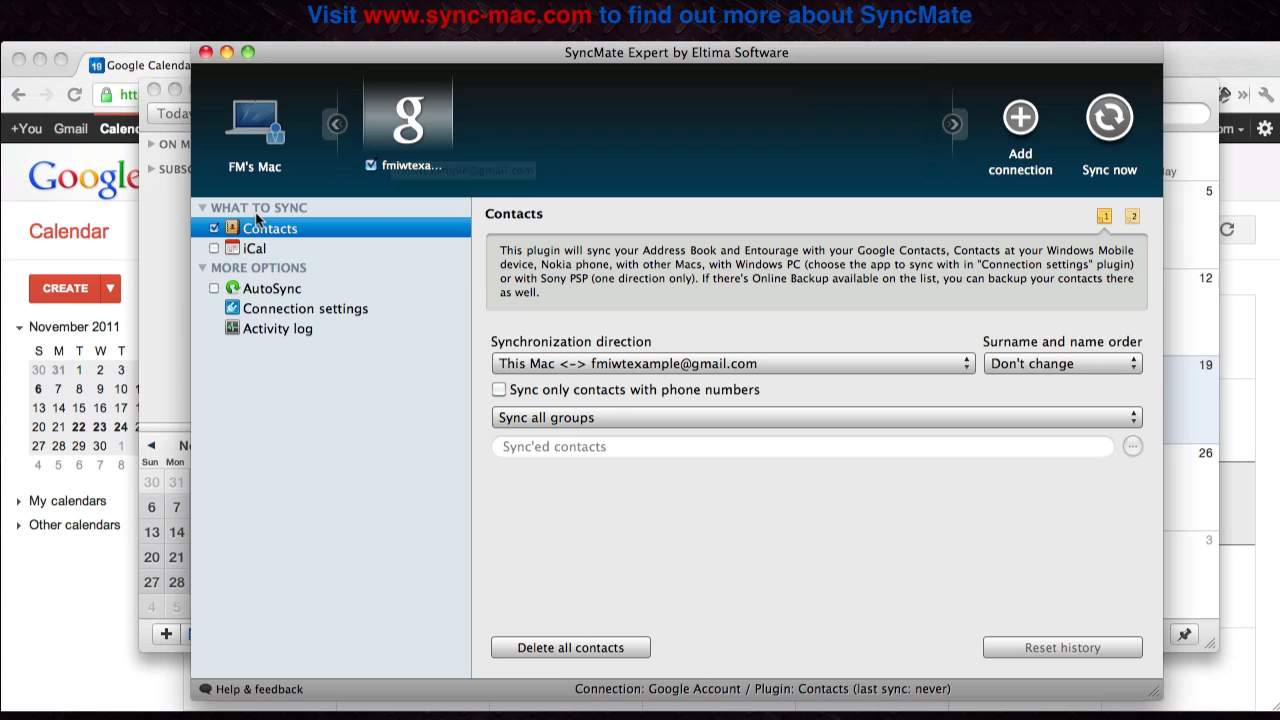 Visit www.sync-mac.com to find out more about SyncMate
SyncMate Expert by Eltima Software
19 Google Calenda
htt
+You Gmail Calend
Google
Calendar
CREATE
November 2011
S M T W T
30 31 1 2 3
6 7 8 9 10 1
13 14 15 16 17
20 21 22 23 24 2
27 28 29 30 1
4 5 6 7 8
My calendars
Other calendars
Toda
ON M
SUBSC
Sun Mon
30 31
6 7
13 14
20 21
27 28
4 5
FM's Mac
g
fmiwtexa...
Add connection
Sync now
WHAT TO SYNC
Contacts
iCal
MORE OPTIONS
AutoSync
Connection settings
Activity log
Contacts
1 2
This plugin will sync your Address Book and Entourage with your Google Contacts, Contacts at your Windows Mobile
device, Nokia phone, with other Macs, with Windows PC (choose the app to sync with in "Connection settings" plugin)
or with Sony PSP (one direction only). If there's Online Backup available on the list, you can backup your contacts there
as well.
Synchronization direction
Surname and name order
This Mac <-> fmiwtexample@gmail.com
Don't change
Sync only contacts with phone numbers
Sync all groups
Sync'ed contacts
Delete all contacts
Reset history
Help & feedback
Connection: Google Account / Plugin: Contacts (last sync: never)
om
day
5
12
19
26
3